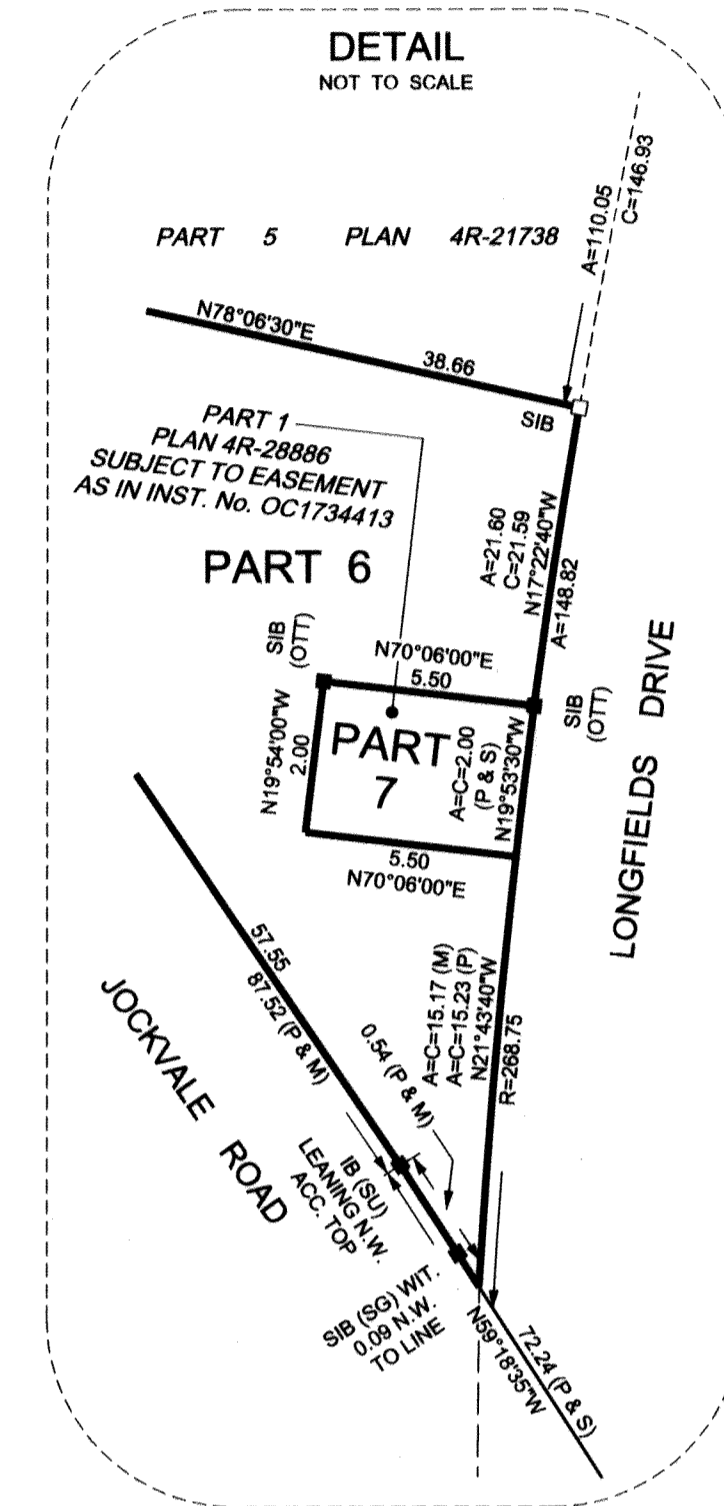 DETAIL
NOT TO SCALE
A=110.05
C=146.93
PART 5 PLAN 4R-21738
N78°06'30"E
38.66
SIB
PART 1
PLAN 4R-28886
SUBJECT TO EASEMENT
AS IN INST. No. OC1734413
PART 6
A=21.60
C=21.59
N17°22'40"W
A=148.82
SIB
(OTT)
N70°06'00"E
5.50
SIB
(OTT)
N19°54'00"W
2.00
PART
7
A=C=2.00
(P & S)
N19°53'30"W
5.50
N70°06'00"E
LONGFIELDS DRIVE
57.55
87.52 (P & M)
JOCKVALE ROAD
0.54 (P & M)
A=C=15.17 (M)
A=C=15.23 (P)
N21°43'40"W
R=268.75
IB (SU)
LEANING N.W.
ACC. TOP
SIB (SG) WIT.
0.09 N.W.
TO LINE
N59°18'35"W
72.24 (P & S)